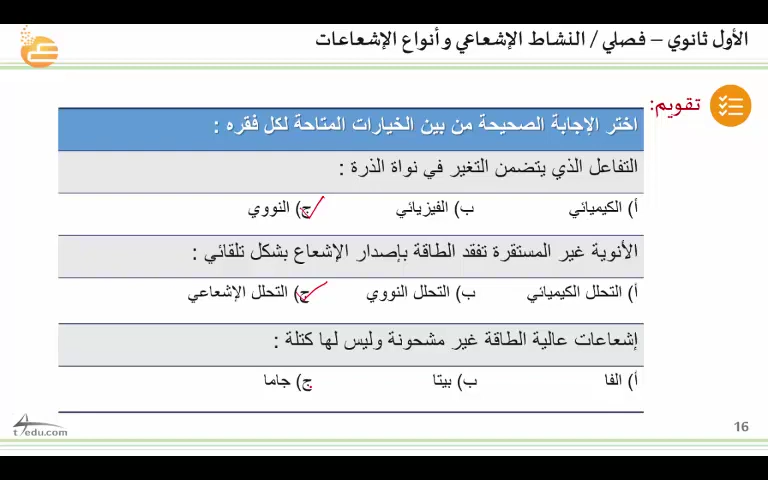 الأول ثانوي – فصلي / النشاط الإشعاعي وأنواع الإشعاعات
تقويم:
اختر الإجابة الصحيحة من بين الخيارات المتاحة لكل فقره :
التفاعل الذي يتضمن التغير في نواة الذرة :
أ) الكيميائي ب) الفيزيائي ج) النووي
الأنوية غير المستقرة تفقد الطاقة بإصدار الإشعاع بشكل تلقائي :
أ) التحلل الكيميائي ب) التحلل النووي ج) التحلل الإشعاعي
إشعاعات عالية الطاقة غير مشحونة وليس لها كتلة :
أ) الفا ب) بيتا ج) جاما
t4edu.com
16